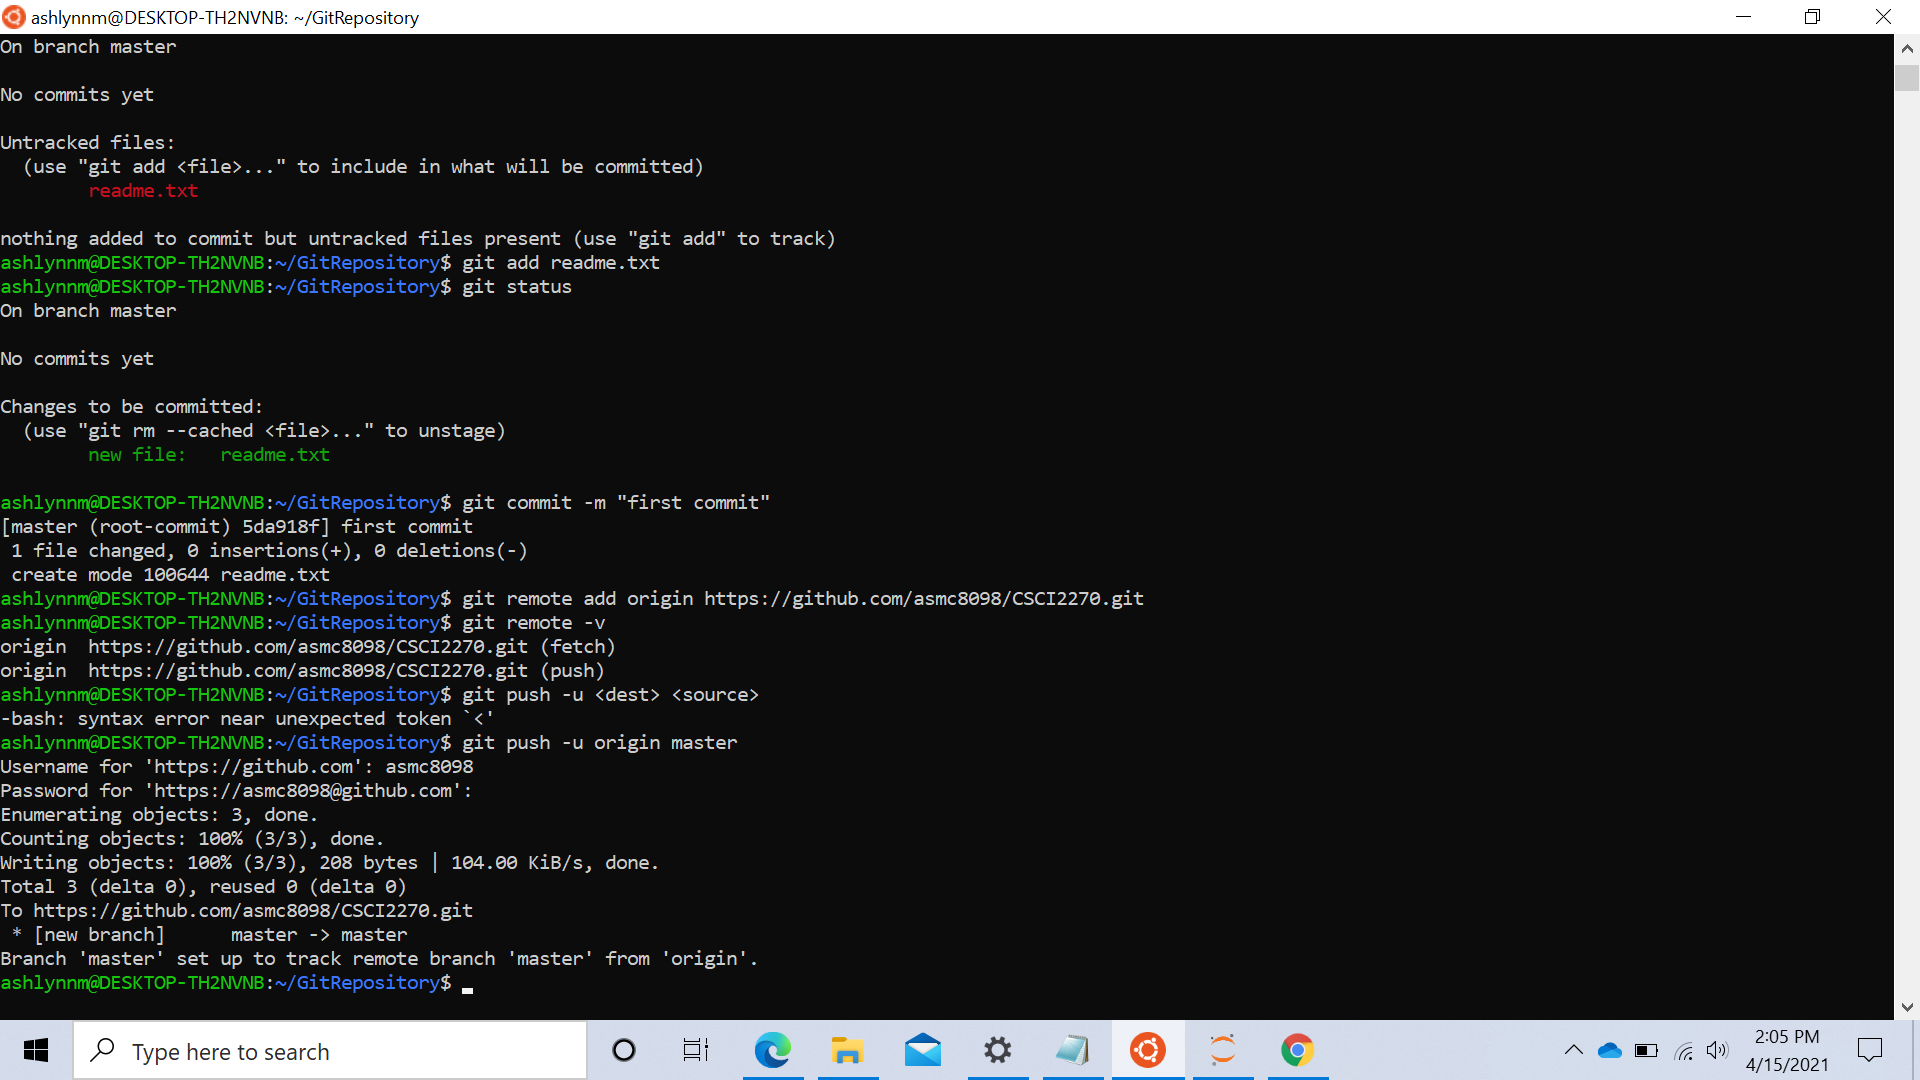 ashlynnm@DESKTOP-TH2NVNB: ~/GitRepository
On branch master
No commits yet
Untracked files:
(use "git add <file>..." to include in what will be committed)
readme.txt
nothing added to commit but untracked files present (use "git add" to track)
ashlynnm@DESKTOP-TH2NVNB:~/GitRepository$ git add readme.txt
ashlynnm@DESKTOP-TH2NVNB:~/GitRepository$ git status
On branch master
No commits yet
Changes to be committed:
(use "git rm --cached <file>..." to unstage)
new file:   readme.txt
ashlynnm@DESKTOP-TH2NVNB:~/GitRepository$ git commit -m "first commit"
[master (root-commit) 5da918f] first commit
1 file changed, 0 insertions(+), 0 deletions(-)
create mode 100644 readme.txt
ashlynnm@DESKTOP-TH2NVNB:~/GitRepository$ git remote add origin https://github.com/asmc8098/CSCI2270.git
ashlynnm@DESKTOP-TH2NVNB:~/GitRepository$ git remote -v
origin  https://github.com/asmc8098/CSCI2270.git (fetch)
origin  https://github.com/asmc8098/CSCI2270.git (push)
ashlynnm@DESKTOP-TH2NVNB:~/GitRepository$ git push -u <dest> <source>
-bash: syntax error near unexpected token `<'
ashlynnm@DESKTOP-TH2NVNB:~/GitRepository$ git push -u origin master
Username for 'https://github.com': asmc8098
Password for 'https://asmc8098@github.com':
Enumerating objects: 3, done.
Counting objects: 100% (3/3), done.
Writing objects: 100% (3/3), 208 bytes | 104.00 KiB/s, done.
Total 3 (delta 0), reused 0 (delta 0)
To https://github.com/asmc8098/CSCI2270.git
* [new branch]      master -> master
Branch 'master' set up to track remote branch 'master' from 'origin'.
ashlynnm@DESKTOP-TH2NVNB:~/GitRepository$
Type here to search
2:05 PM
4/15/2021